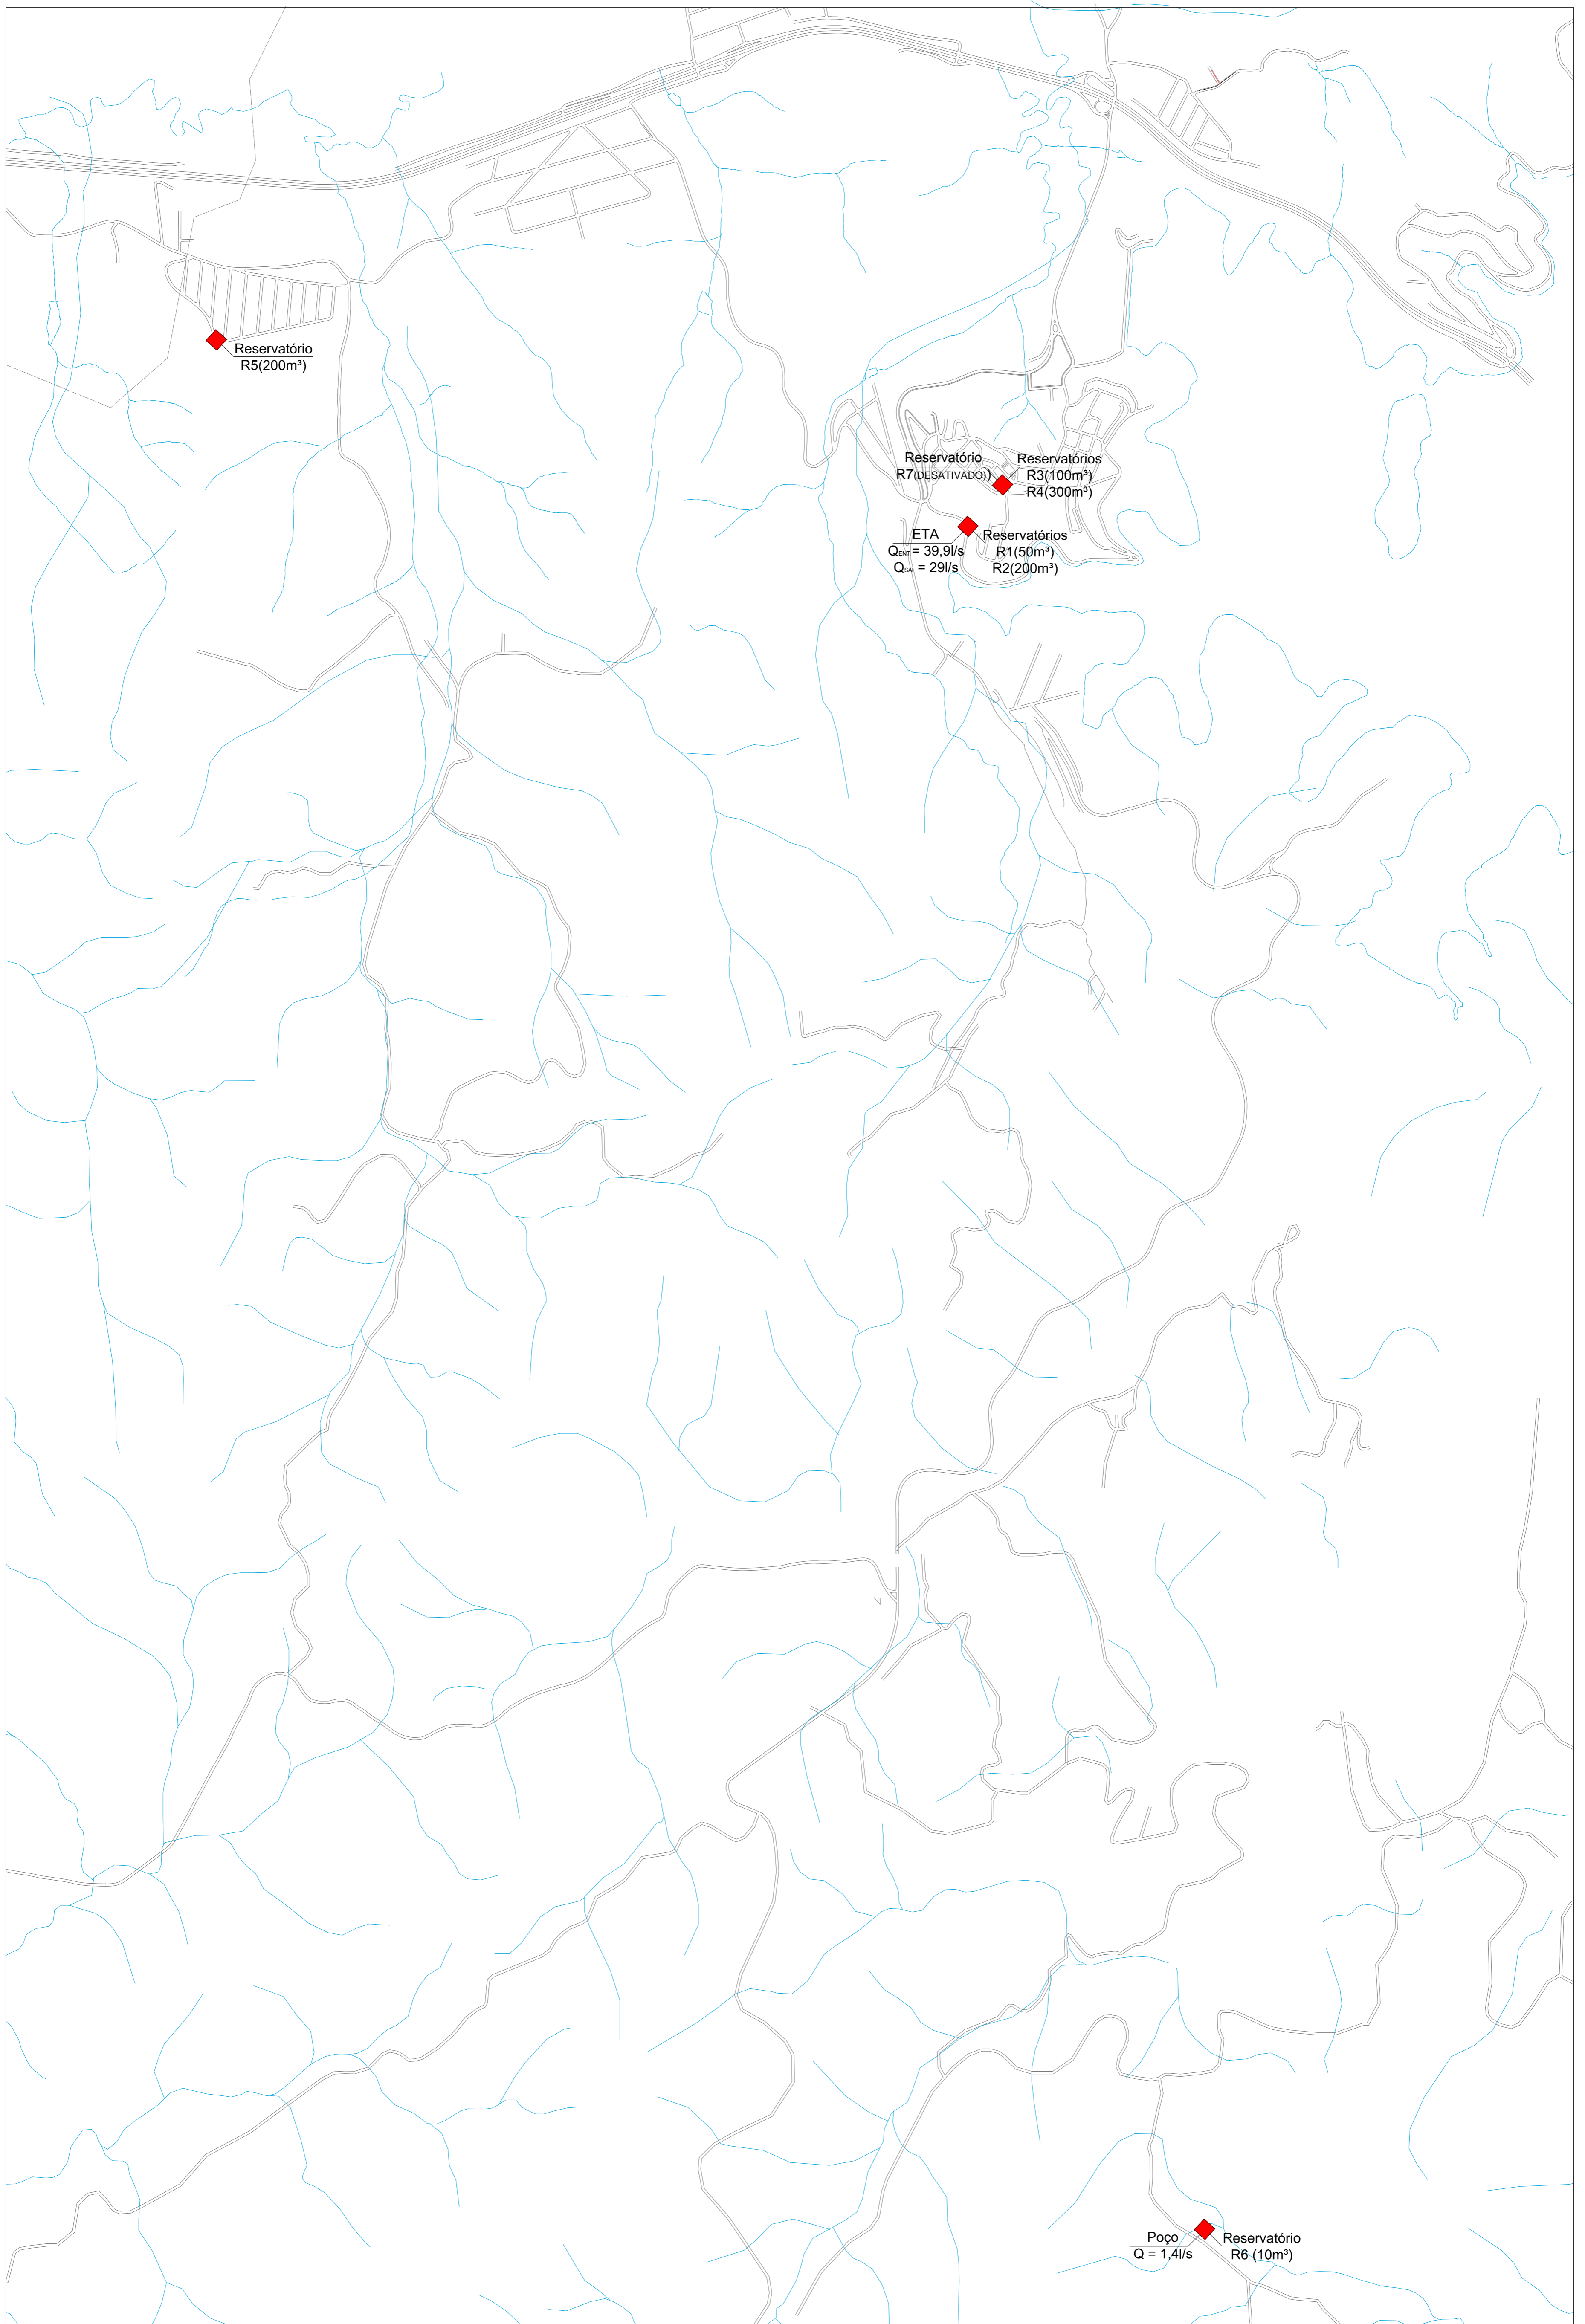 Reservatório
R5(200m³)
Reservatório
R7(DESATIVADO))
Reservatórios
R3(100m³)
R4(300m³)
ETA
QENT = 39,9l/s
QSAI = 29l/s
Reservatórios
R1(50m³)
R2(200m³)
Poço
Q = 1,4l/s
Reservatório
R6 (10m³)